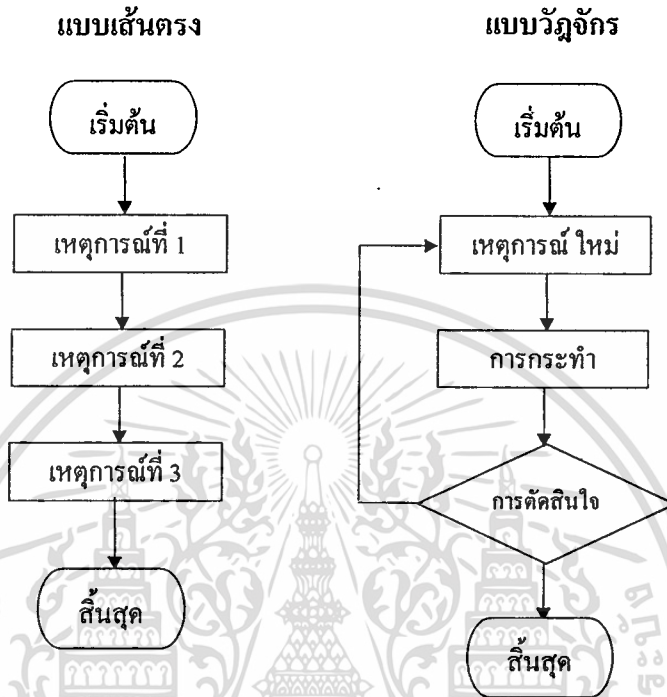 แบบเส้นตรง
เริ่มต้น
เหตุการณ์ที่ 1
เหตุการณ์ที่ 2
เหตุการณ์ที่ 3
สิ้นสุด
แบบวัฎจักร
เริ่มต้น
เหตุการณ์ ใหม่
การกระทำ
การตัดสินใจ
สิ้นสุด